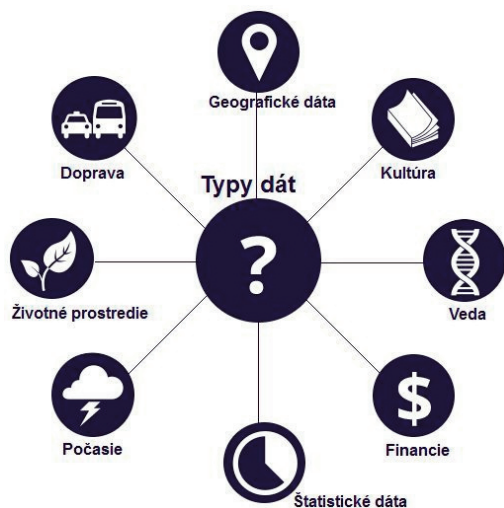 Geografické dáta
Doprava
Kultúra
Typy dát
?
Životné prostredie
Veda
$
Počasie
Financie
Štatistické dáta